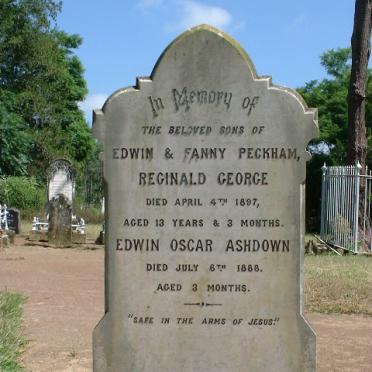 In Memory of
THE BELOVED SONS OF
EDWIN & FANNY PECKHAM,
REGINALD GEORGE
DIED APRIL 4TH 1897,
AGED 13 YEARS & 3 MONTHS.
EDWIN OSCAR ASHDOWN
DIED JULY 6TH 1888.
AGED 3 MONTHS.
"SAFE IN THE ARMS OF JESUS."